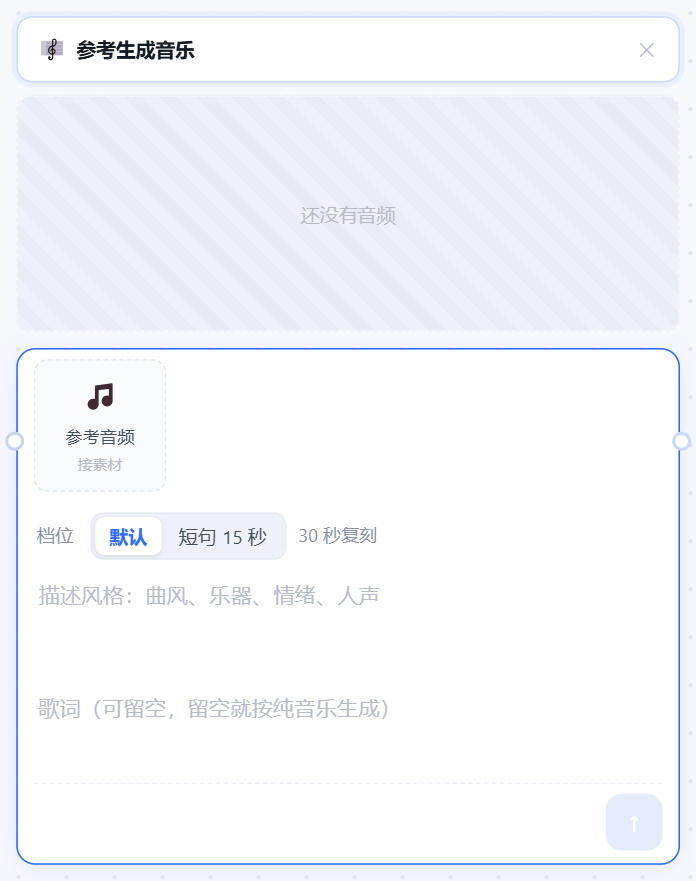 参考生成音乐
还没有音频
参考音频
接素材
档位 默认 短句 15 秒 30 秒复刻
描述风格：曲风、乐器、情绪、人声
歌词（可留空，留空就按纯音乐生成）
↑